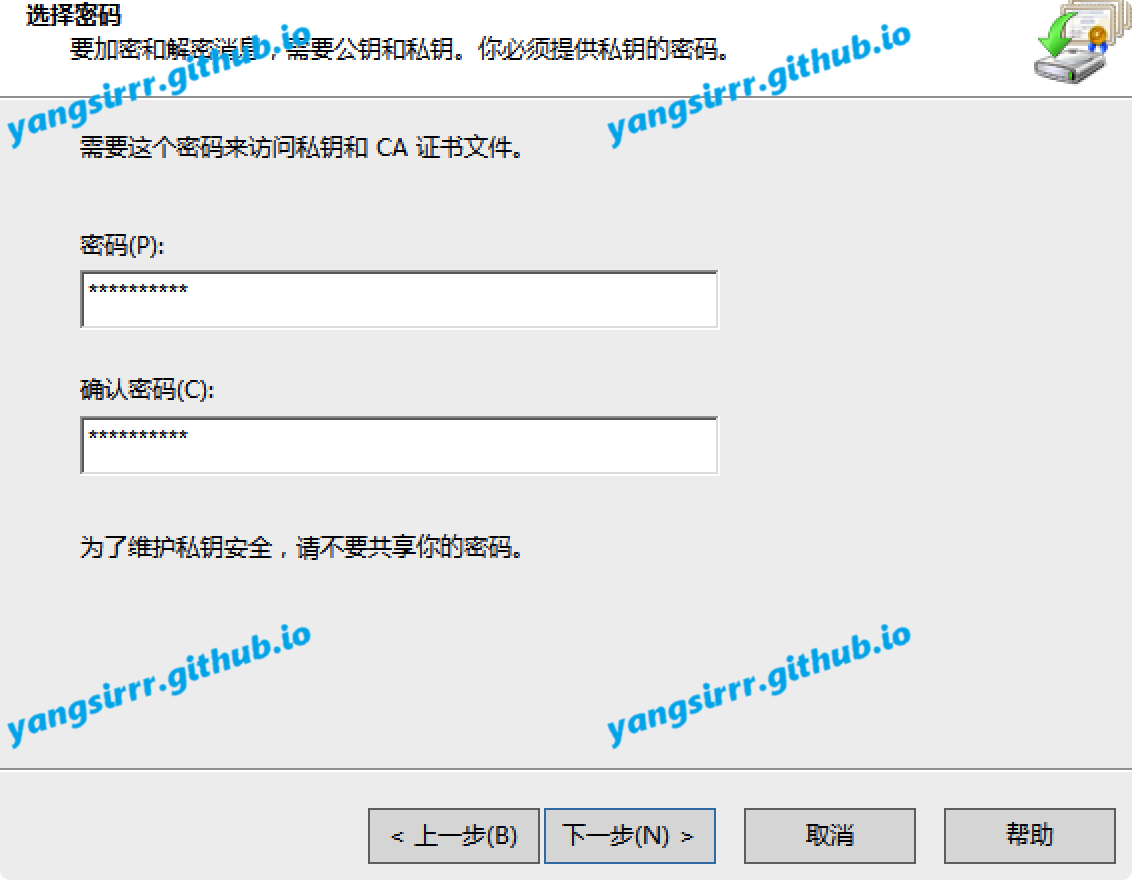 选择密码
要加密和解密消息，需要公钥和私钥。你必须提供私钥的密码。
yangsirrr.github.io
yangsirrr.github.io
需要这个密码来访问私钥和 CA 证书文件。
密码(P):
**********
确认密码(C):
**********
为了维护私钥安全，请不要共享你的密码。
yangsirrr.github.io
yangsirrr.github.io
< 上一步(B)
下一步(N) >
取消
帮助